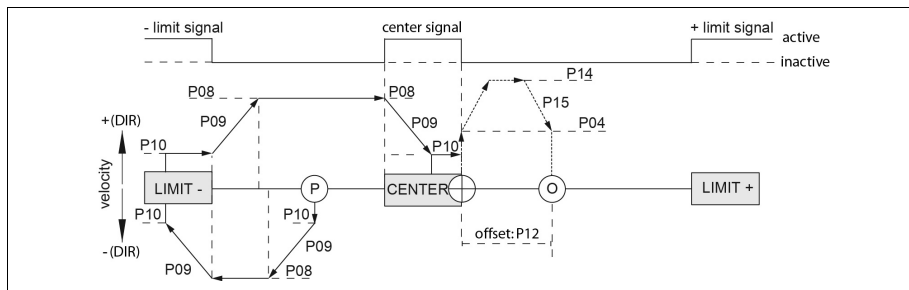 - limit signal
center signal
+ limit signal
active
inactive
P14
P08
P08
P15
P09
P09
P04
+(DIR)
P10
P10
velocity
LIMIT -
P
CENTER
O
LIMIT +
P10
P10
offset: P12
-(DIR)
P09
P09
P08